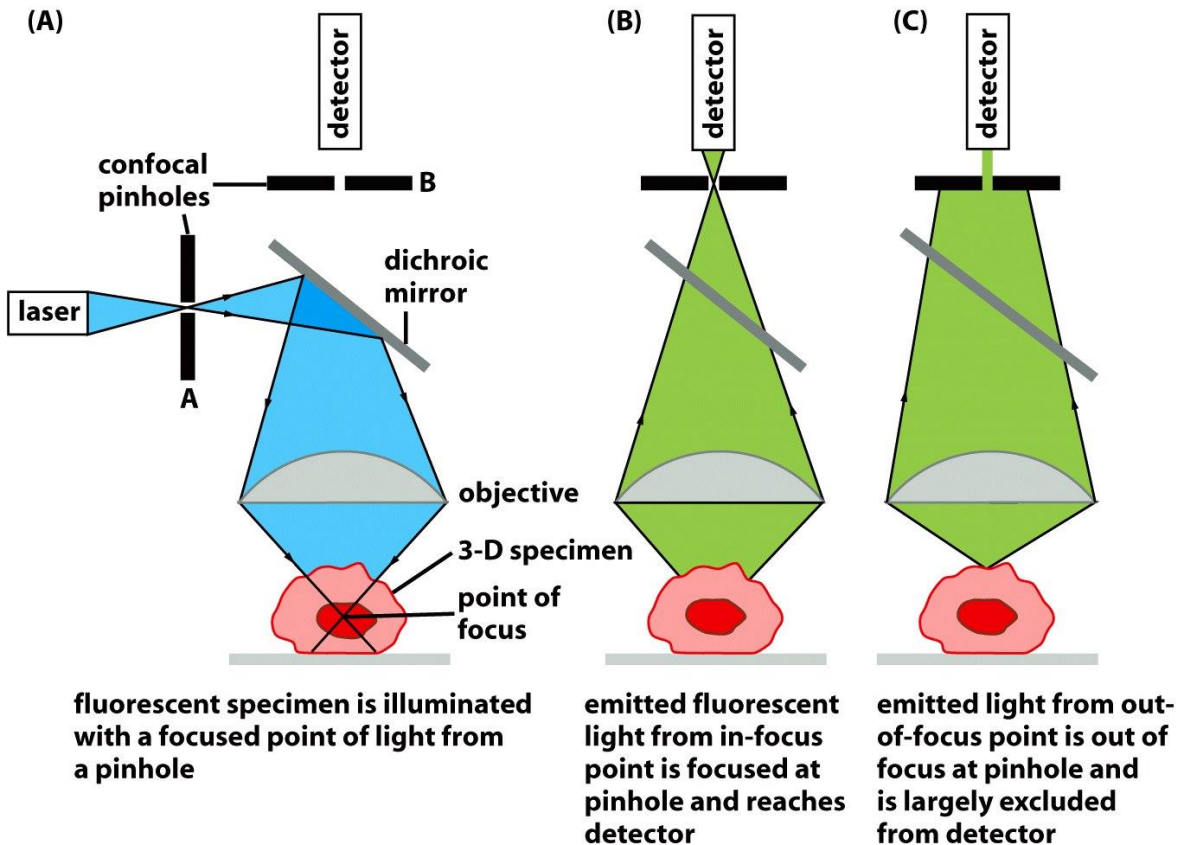 (A)
detector
confocal
pinholes
B
dichroic
mirror
laser
A
objective
3-D specimen
point of
focus
fluorescent specimen is illuminated
with a focused point of light from
a pinhole
(B)
detector
emitted fluorescent
light from in-focus
point is focused at
pinhole and reaches
detector
(C)
detector
emitted light from out-
of-focus point is out of
focus at pinhole and
is largely excluded
from detector